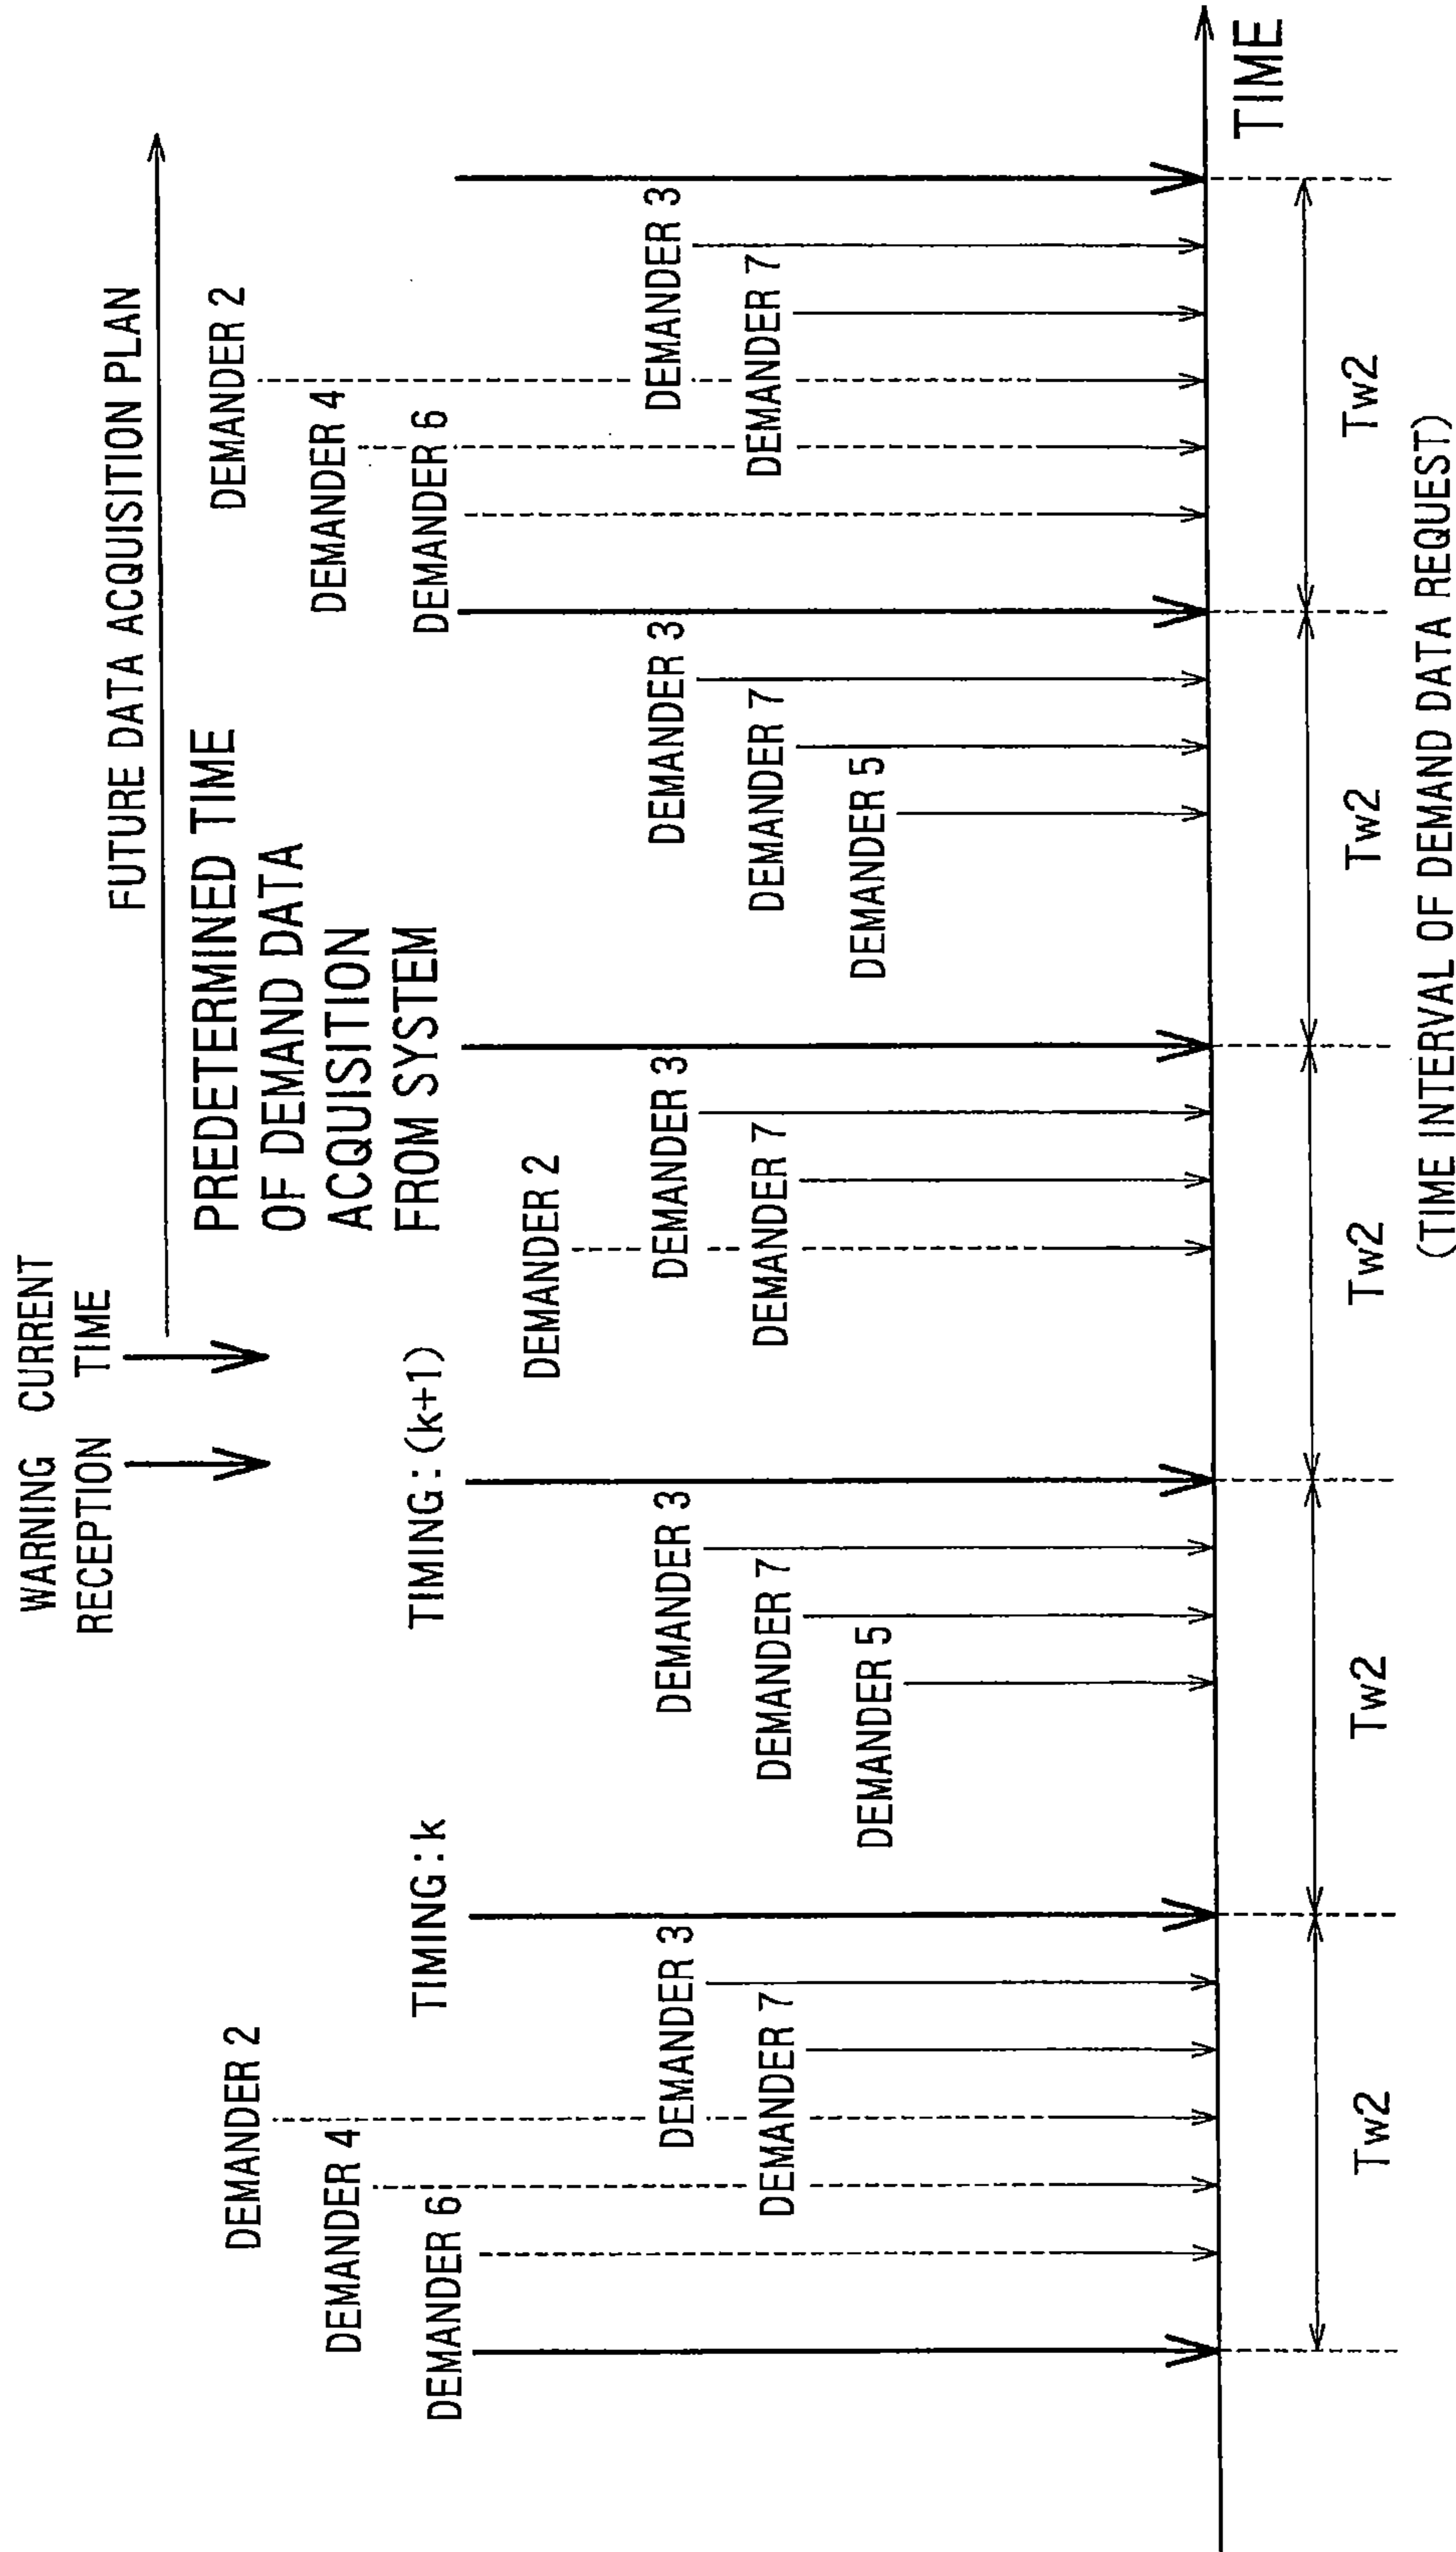 WARNING
RECEPTION
CURRENT
TIME
FUTURE DATA ACQUISITION PLAN
PREDETERMINED TIME
OF DEMAND DATA
ACQUISITION
FROM SYSTEM
TIMING:k
TIMING:(k+1)
DEMANDER 2
DEMANDER 4
DEMANDER 6
DEMANDER 3
DEMANDER 7
DEMANDER 3
DEMANDER 7
DEMANDER 5
DEMANDER 2
DEMANDER 3
DEMANDER 7
DEMANDER 3
DEMANDER 7
DEMANDER 5
DEMANDER 2
DEMANDER 4
DEMANDER 6
DEMANDER 3
DEMANDER 7
TIME
Tw2
Tw2
Tw2
Tw2
Tw2
(TIME INTERVAL OF DEMAND DATA REQUEST)